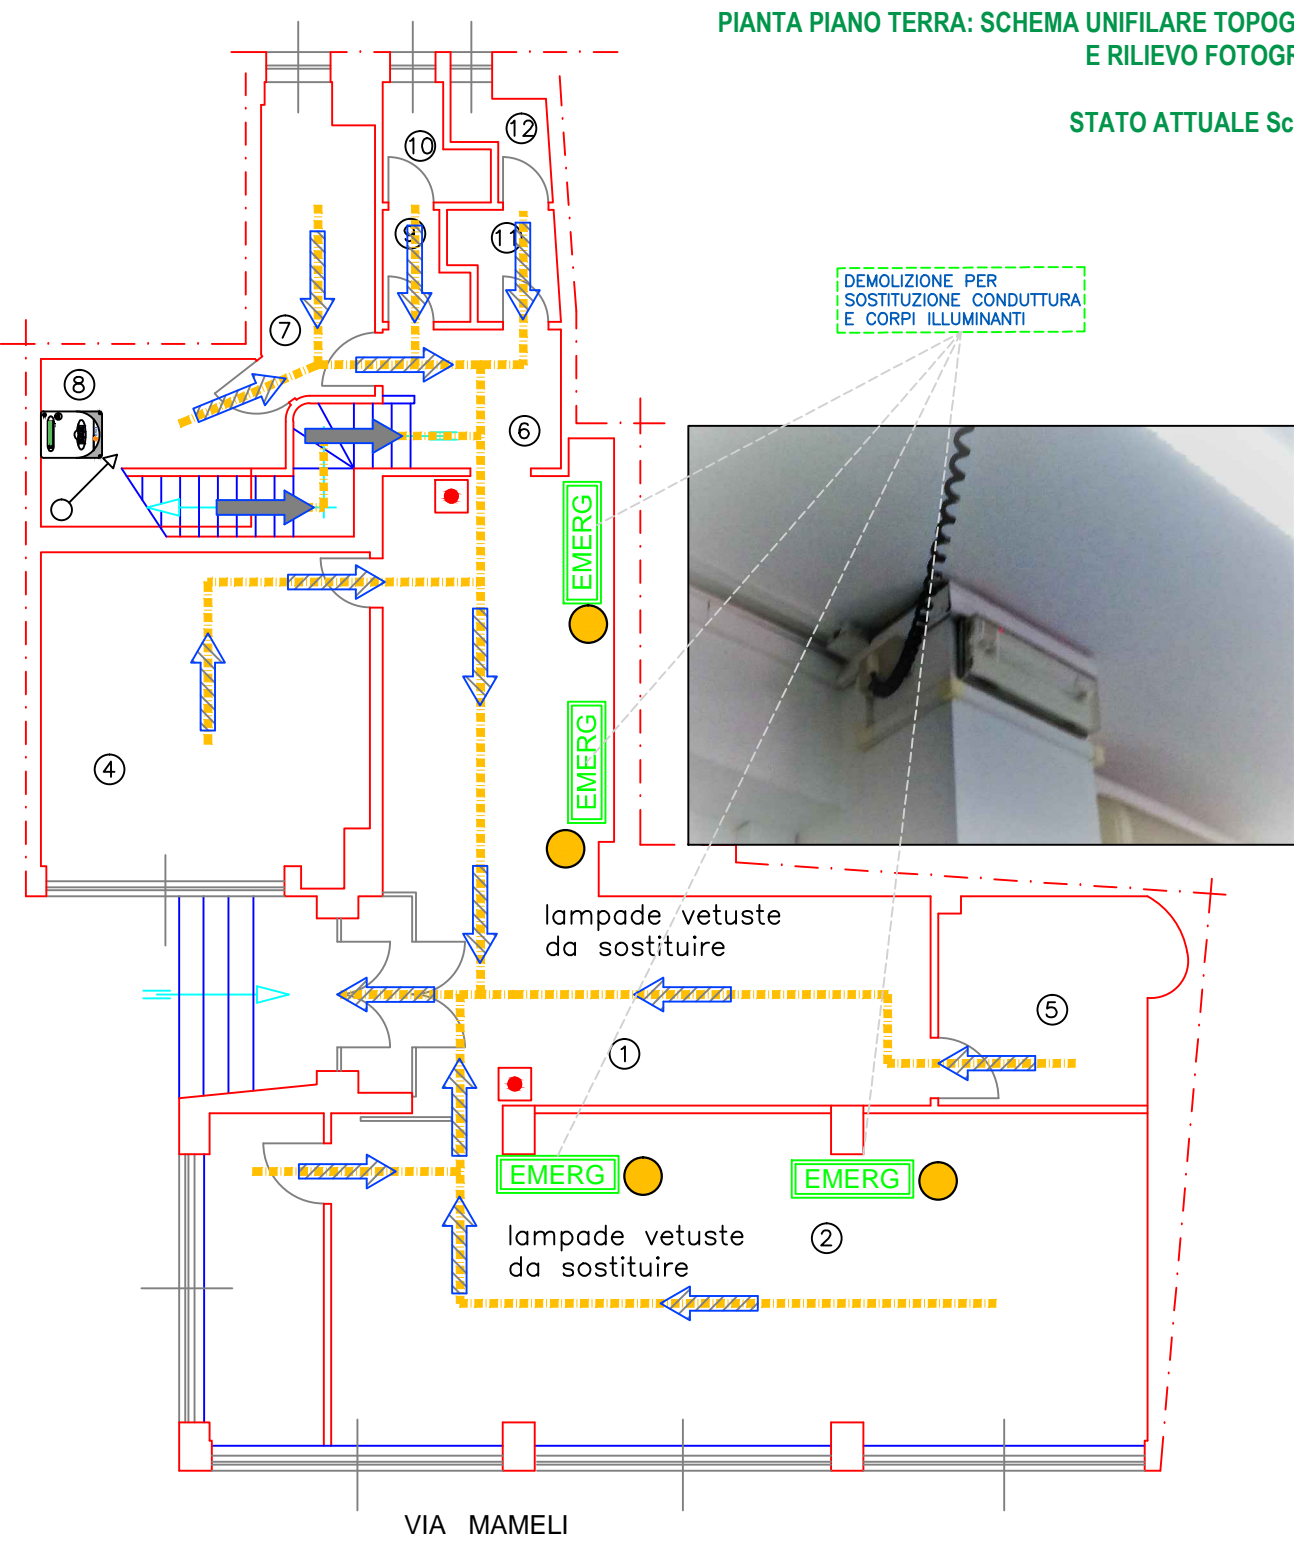 PIANTA PIANO TERRA: SCHEMA UNIFILARE TOPOG
E RILIEVO FOTOGR
STATO ATTUALE Sc
12
10
9
11
DEMOLIZIONE PER
SOSTITUZIONE CONDUTTURA
E CORPI ILLUMINANTI
7
8
6
EMERG
EMERG
4
lampade vetuste
da sostituire
5
1
EMERG
EMERG
lampade vetuste
da sostituire
2
VIA MAMELI